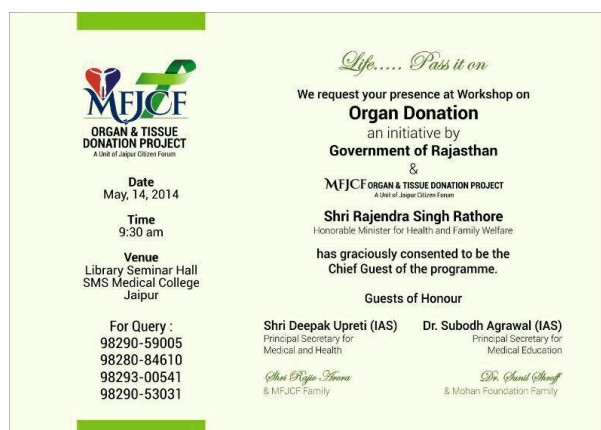 MFJCF
ORGAN & TISSUE
DONATION PROJECT
A Unit of Jaipur Citizen Forum
Date
May, 14, 2014
Time
9:30 am
Venue
Library Seminar Hall
SMS Medical College
Jaipur
For Query :
98290-59005
98280-84610
98293-00541
98290-53031
Life..... Pass it on
We request your presence at Workshop on
Organ Donation
an initiative by
Government of Rajasthan
&
MFJCF ORGAN & TISSUE DONATION PROJECT
A Unit of Jaipur Citizen Forum
Shri Rajendra Singh Rathore
Honorable Minister for Health and Family Welfare
has graciously consented to be the
Chief Guest of the programme.
Guests of Honour
Shri Deepak Upreti (IAS)
Principal Secretary for
Medical and Health
Shri Rajiv Arora
& MFJCF Family
Dr. Subodh Agrawal (IAS)
Principal Secretary for
Medical Education
Dr. Sunil Shroff
& Mohan Foundation Family